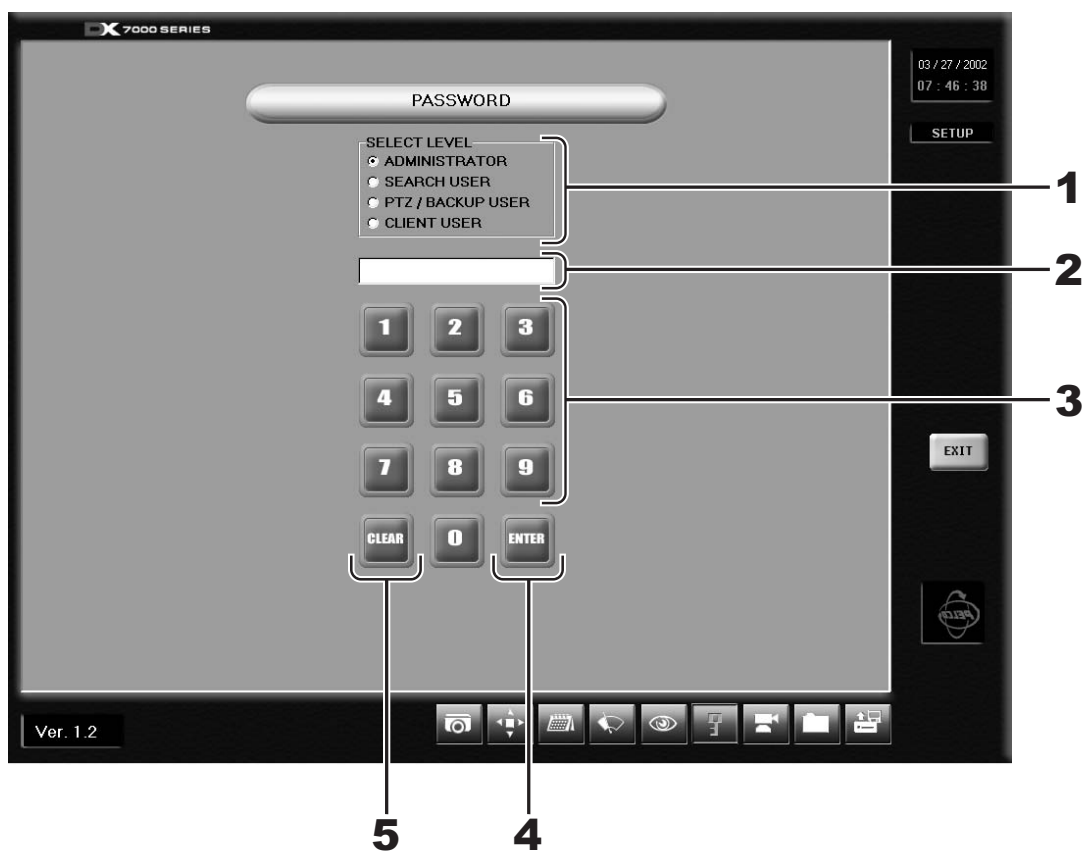 DX 7000 SERIES
03 / 27 / 2002
07 : 46 : 38
SETUP
PASSWORD
SELECT LEVEL
ADMINISTRATOR
SEARCH USER
PTZ / BACKUP USER
CLIENT USER
1
2
1 2 3
4 5 6
3
7 8 9
EXIT
CLEAR 0 ENTER
PELCO
Ver. 1.2
5 4